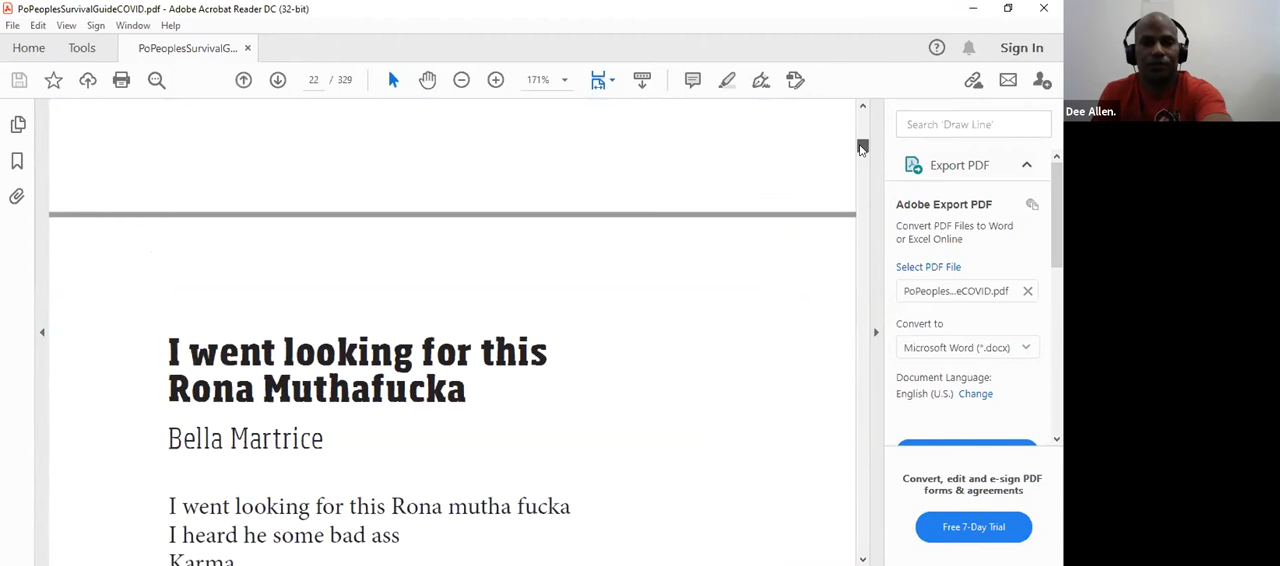 PoPeoplesSurvivalGuideCOVID.pdf - Adobe Acrobat Reader DC (32-bit)
File Edit View Sign Window Help
Home Tools PoPeoplesSurvivalG... × Sign In
22 / 329 171%
Dee Allen.
Search 'Draw Line'
Export PDF
Adobe Export PDF
Convert PDF Files to Word
or Excel Online
Select PDF File
PoPeoples...eCOVID.pdf
Convert to
Microsoft Word (*.docx)
Document Language:
English (U.S.) Change
Convert, edit and e-sign PDF
forms & agreements
Free 7-Day Trial
I went looking for this
Rona Muthafucka
Bella Martrice
I went looking for this Rona mutha fucka
I heard he some bad ass
Karma